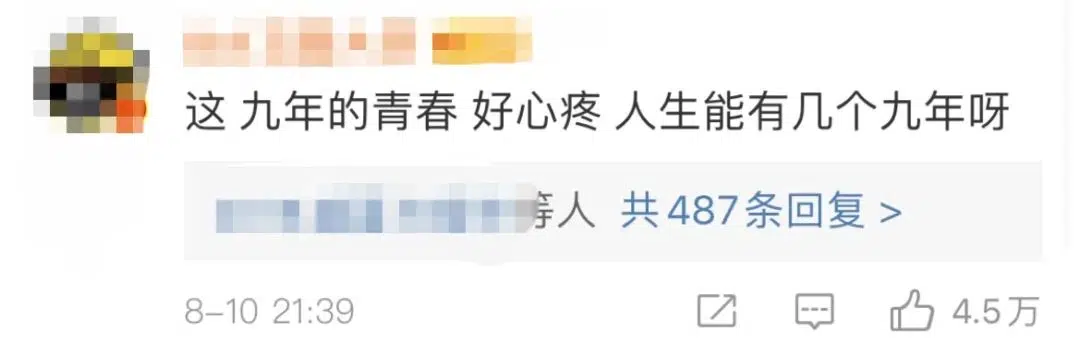 这 九年的青春 好心疼 人生能有几个九年呀
等人 共487条回复 >
8-10 21:39 4.5万